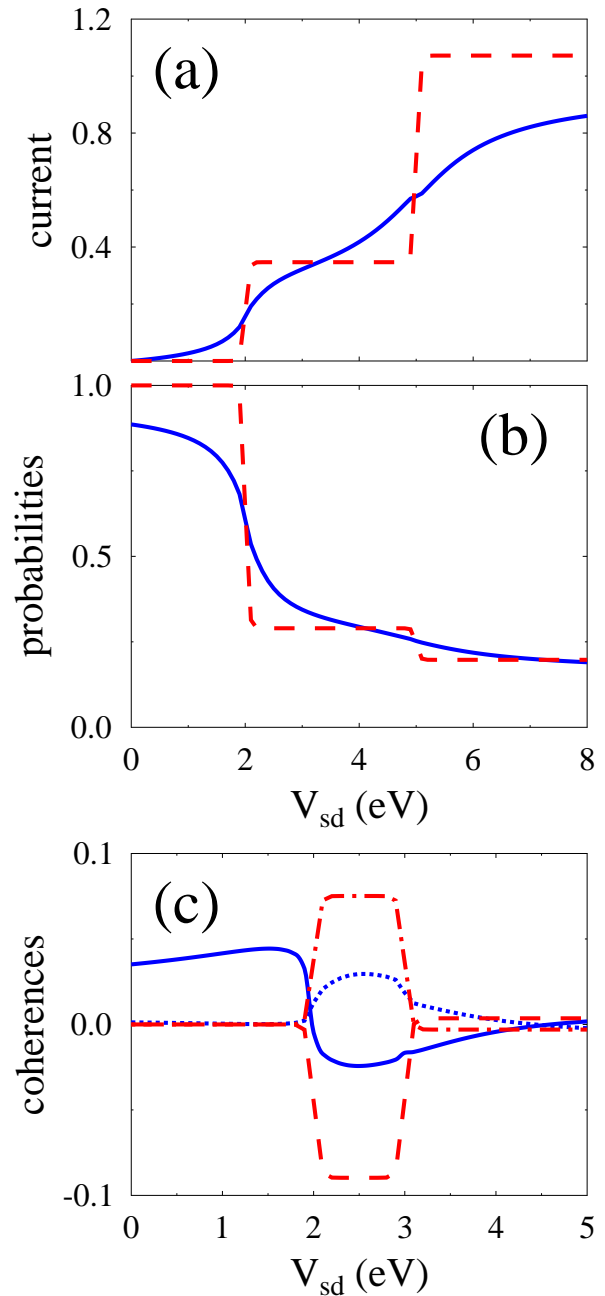 1.2
(a)
0.8
current
0.4
1.0
(b)
probabilities
0.5
0.0
0 2 4 6 8
V_sd (eV)
0.1
(c)
coherences
0.0
-0.1
0 1 2 3 4 5
V_sd (eV)